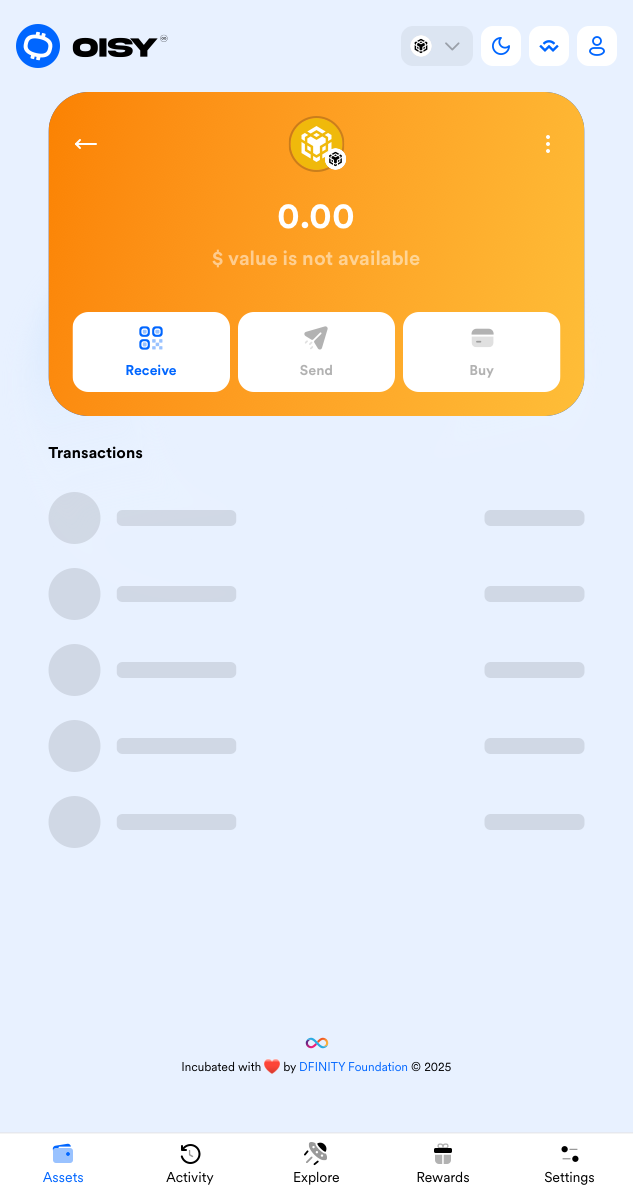 OISY
0.00
$ value is not available
Receive
Send
Buy
Transactions
Incubated with ❤️ by DFINITY Foundation © 2025
Assets
Activity
Explore
Rewards
Settings